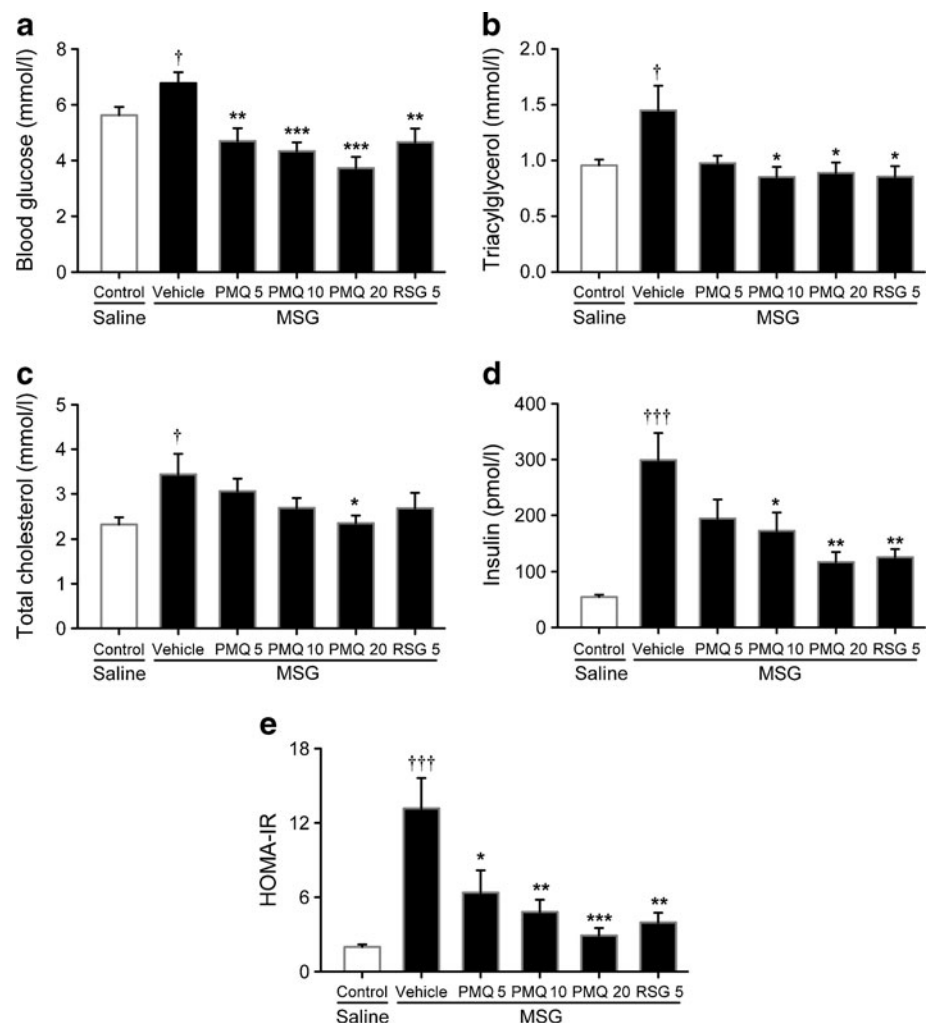 a
Blood glucose (mmol/l)
8
6
4
2
0
†
**
***
***
**
Control Vehicle PMQ 5 PMQ 10 PMQ 20 RSG 5
Saline MSG
b
Triacylglycerol (mmol/l)
2.0
1.5
1.0
0.5
0.0
†
*
*
*
Control Vehicle PMQ 5 PMQ 10 PMQ 20 RSG 5
Saline MSG
c
Total cholesterol (mmol/l)
5
4
3
2
1
0
†
*
Control Vehicle PMQ 5 PMQ 10 PMQ 20 RSG 5
Saline MSG
d
Insulin (pmol/l)
400
300
200
100
0
†††
*
**
**
Control Vehicle PMQ 5 PMQ 10 PMQ 20 RSG 5
Saline MSG
e
HOMA-IR
18
12
6
0
†††
*
**
***
**
Control Vehicle PMQ 5 PMQ 10 PMQ 20 RSG 5
Saline MSG